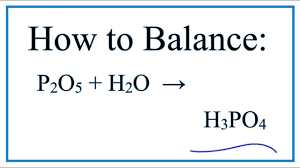 How to Balance:
P₂O₅ + H₂O →
H₃PO₄